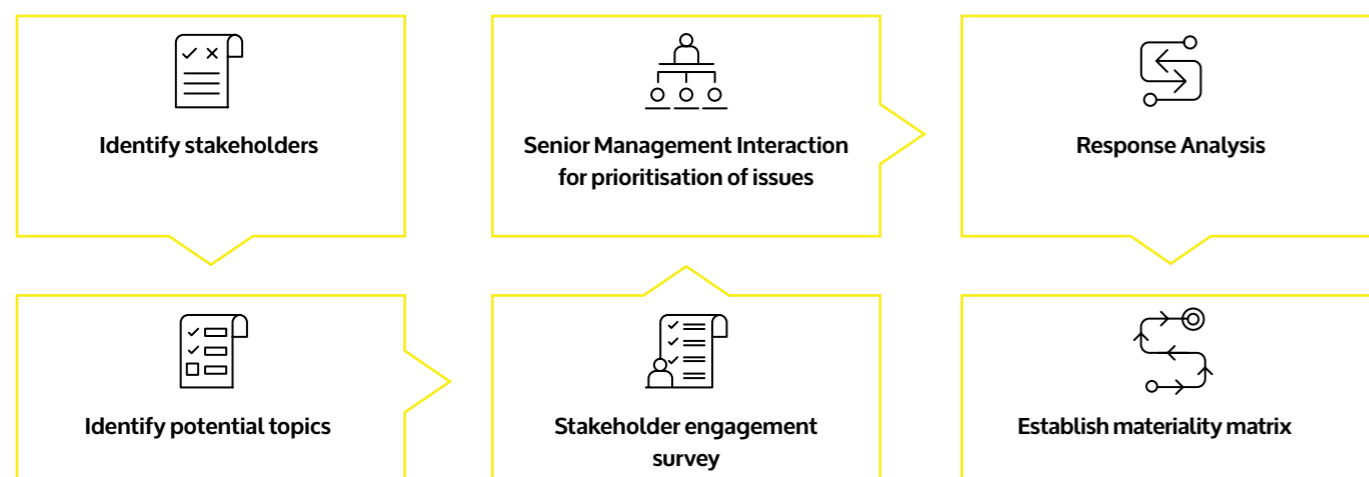 Identify stakeholders
Senior Management Interaction
for prioritisation of issues
Response Analysis
Identify potential topics
Stakeholder engagement
survey
Establish materiality matrix